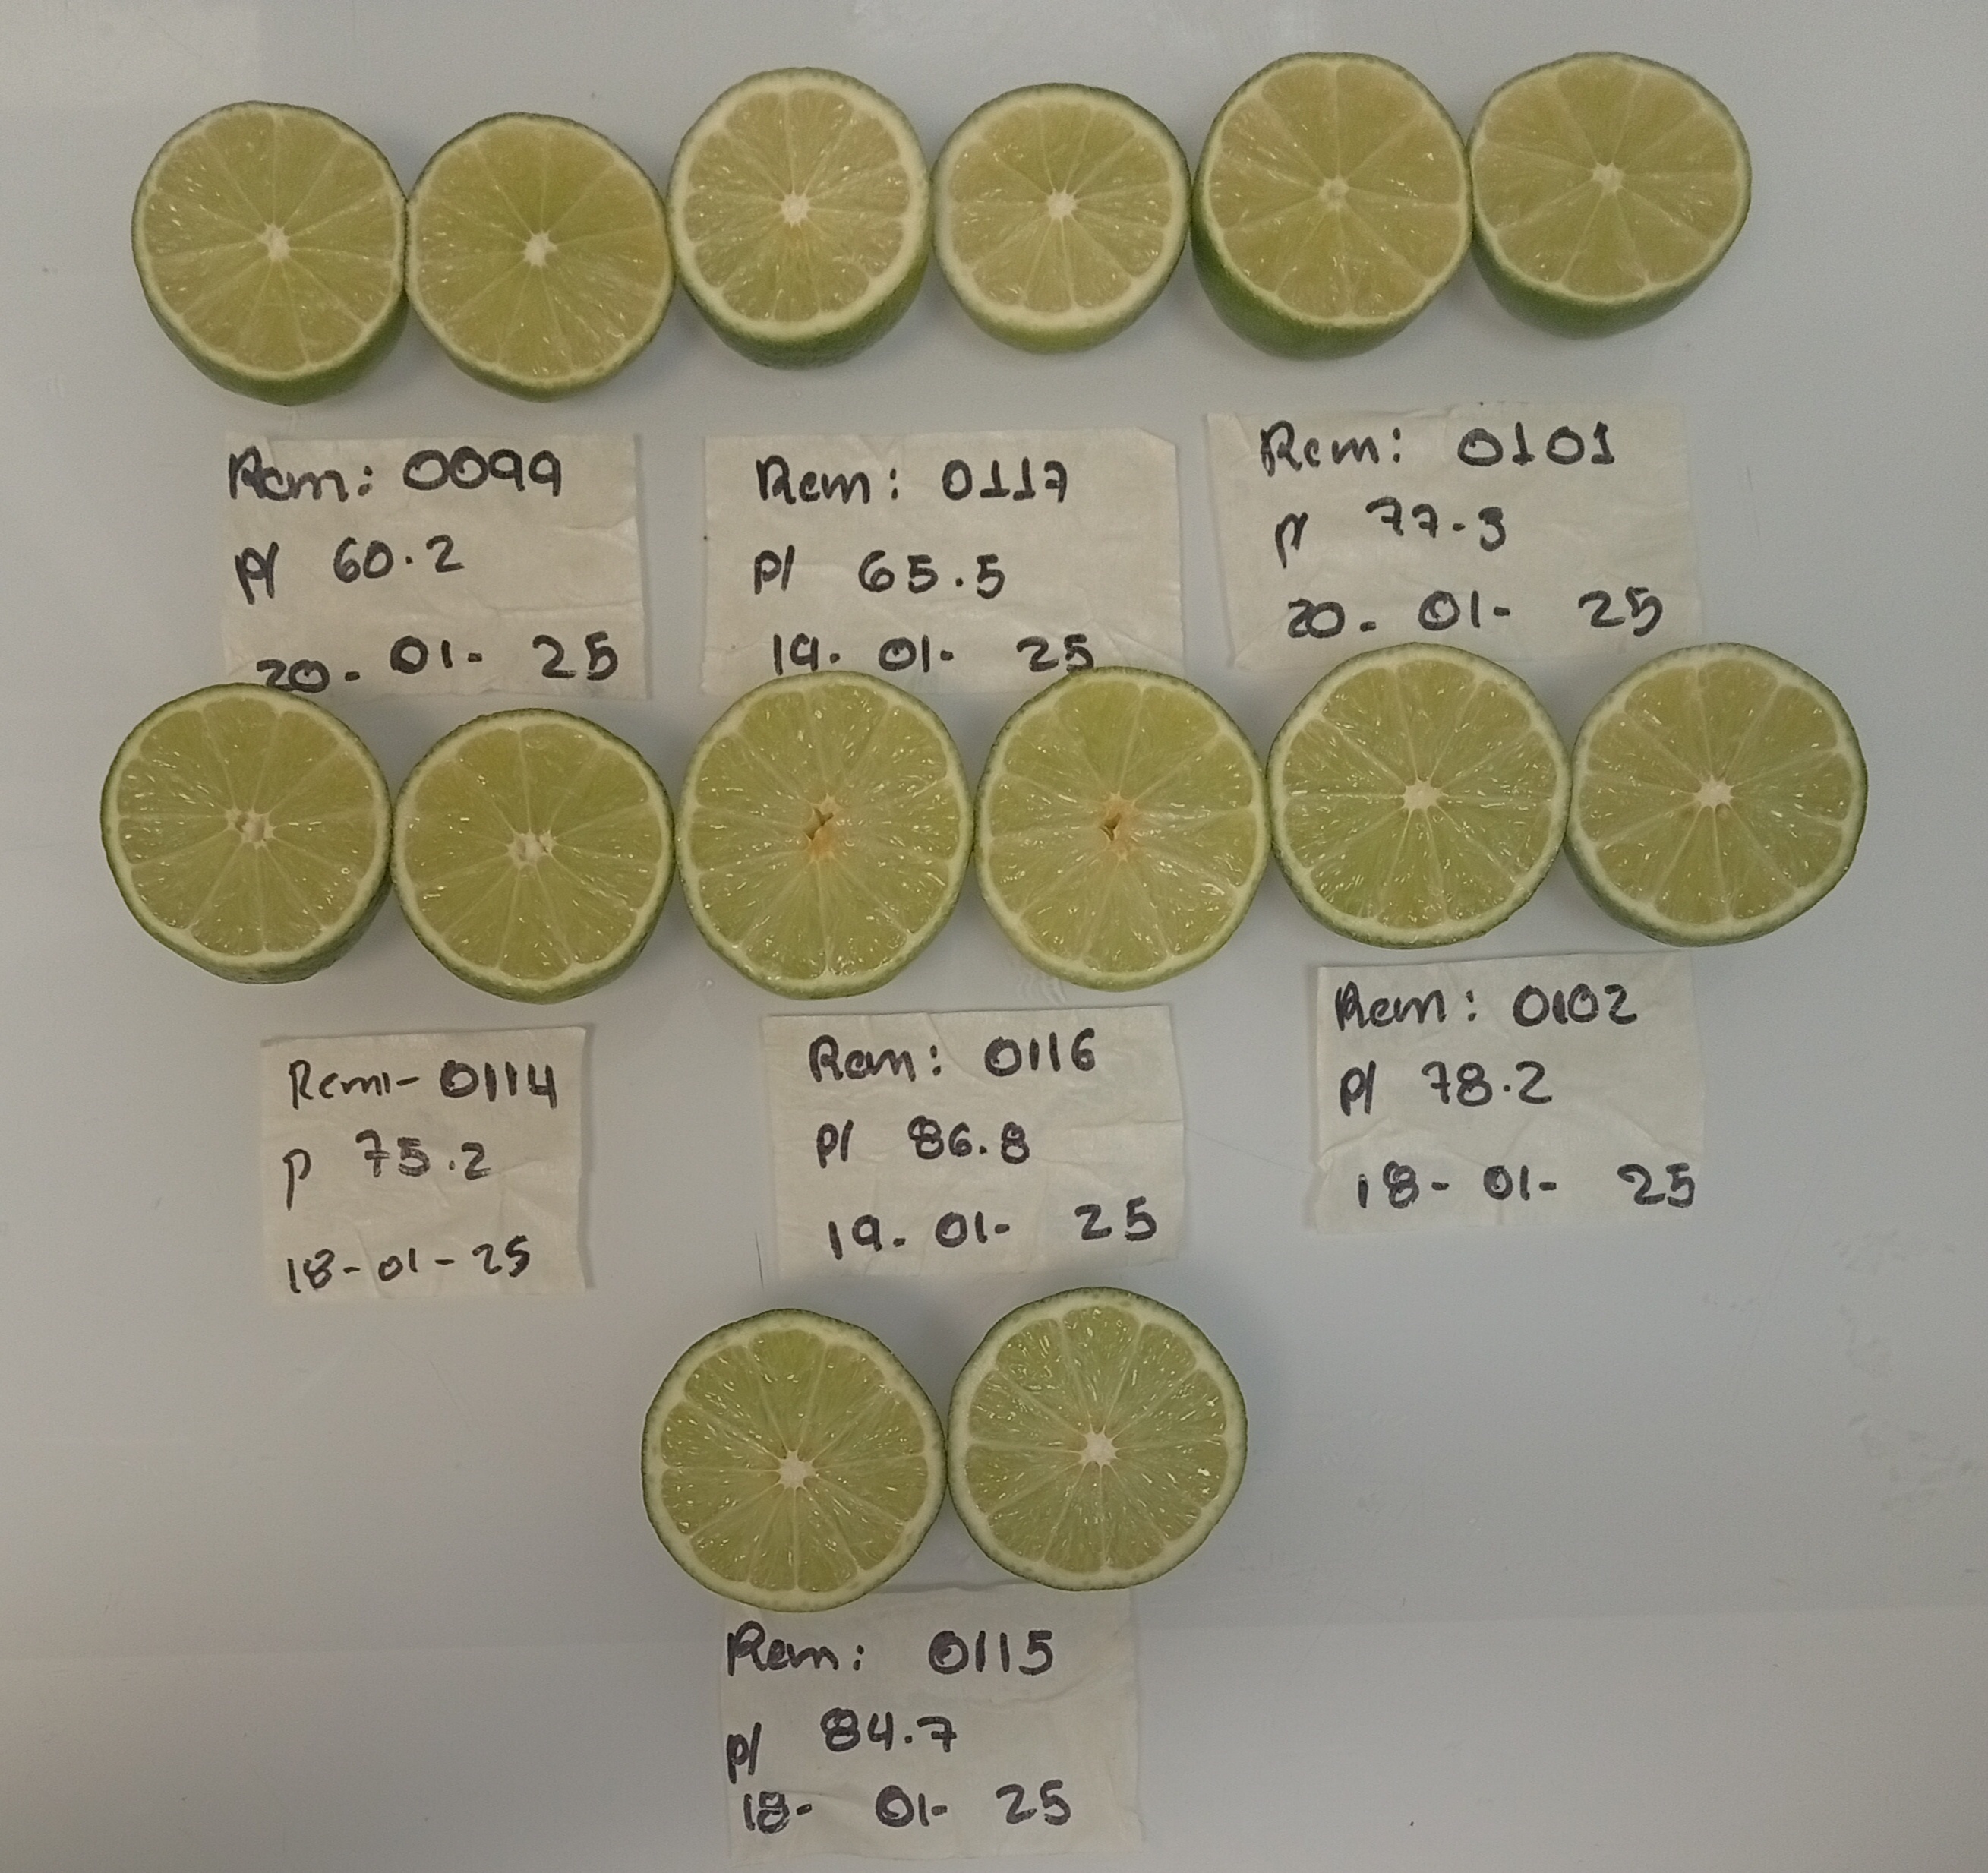 Rem: 0099
P/ 60.2
20- 01- 25
Rem: 0117
P/ 65.5
19- 01- 25
Rem: 0101
P/ 77.3
20- 01- 25
Rem- 0114
P 75.2
18-01-25
Rem: 0116
P/ 86.8
19- 01- 25
Rem: 0102
P/ 78.2
18- 01- 25
Rem: 0115
P/ 84.7
18- 01- 25